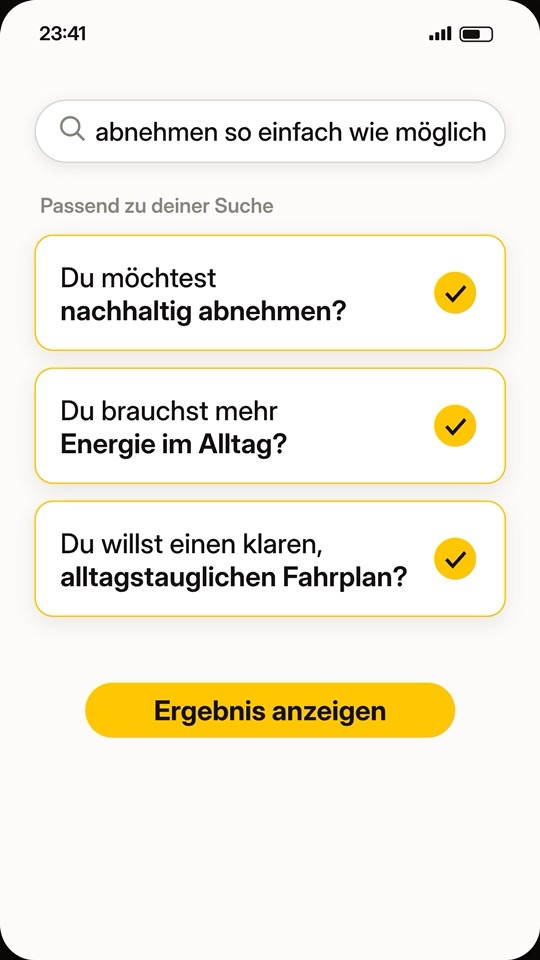 23:41
abnehmen so einfach wie möglich
Passend zu deiner Suche
Du möchtest
nachhaltig abnehmen?
Du brauchst mehr
Energie im Alltag?
Du willst einen klaren,
alltagstauglichen Fahrplan?
Ergebnis anzeigen